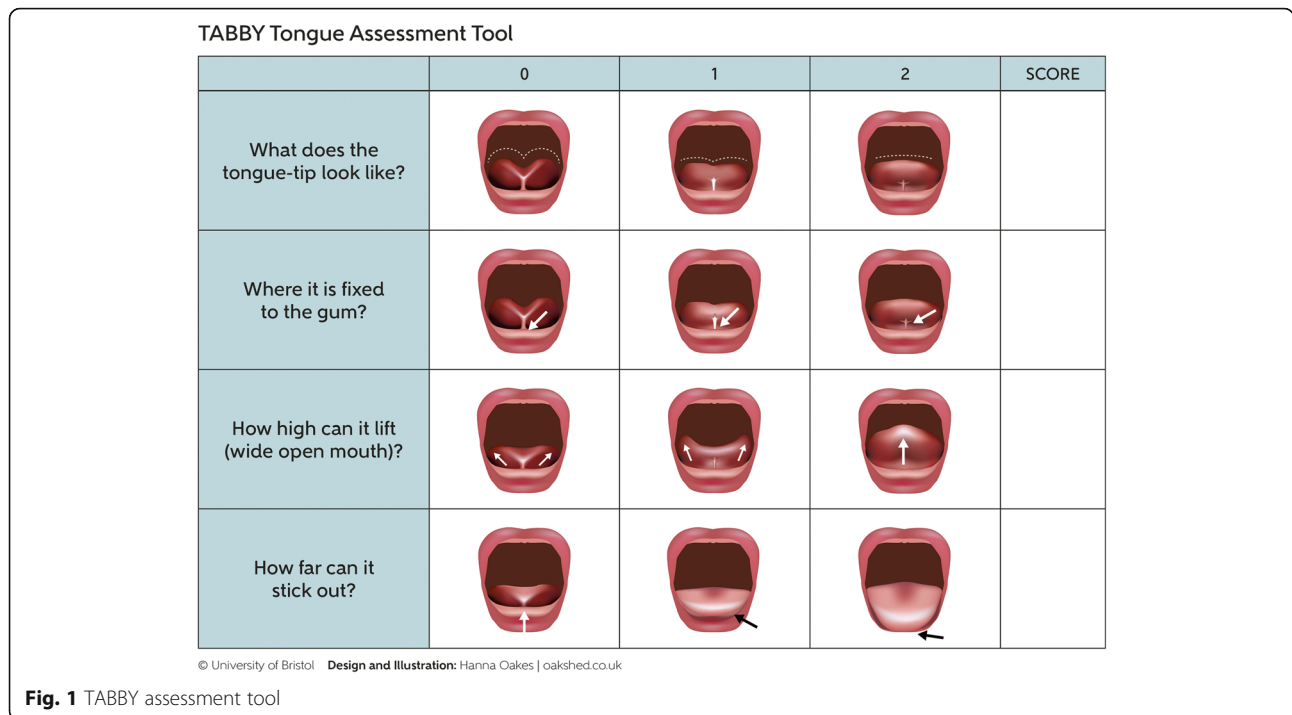 TABBY Tongue Assessment Tool
0 1 2 SCORE
What does the
tongue-tip look like?
Where it is fixed
to the gum?
How high can it lift
(wide open mouth)?
How far can it
stick out?
© University of Bristol Design and Illustration: Hanna Oakes | oakshed.co.uk
Fig. 1 TABBY assessment tool